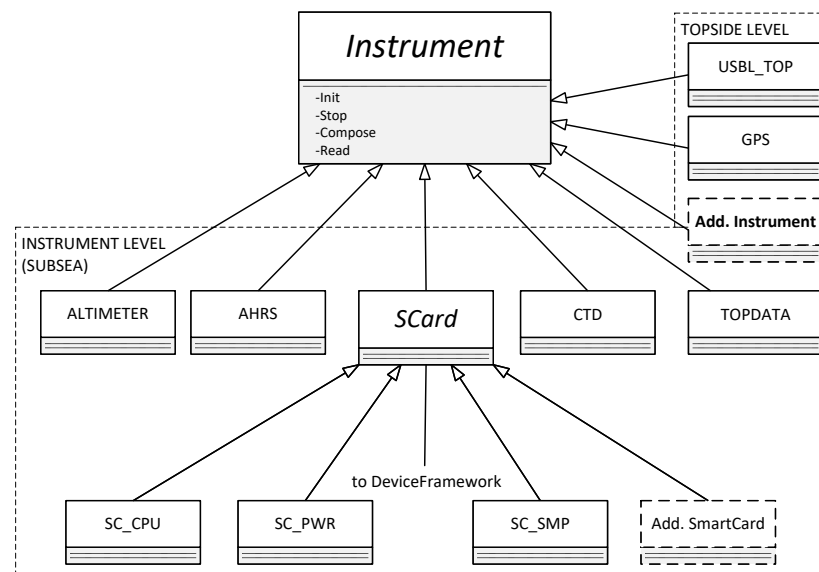 Instrument
-Init
-Stop
-Compose
-Read
TOPSIDE LEVEL
USBL_TOP
GPS
Add. Instrument
INSTRUMENT LEVEL
(SUBSEA)
ALTIMETER
AHRS
SCard
CTD
TOPDATA
to DeviceFramework
SC_CPU
SC_PWR
SC_SMP
Add. SmartCard